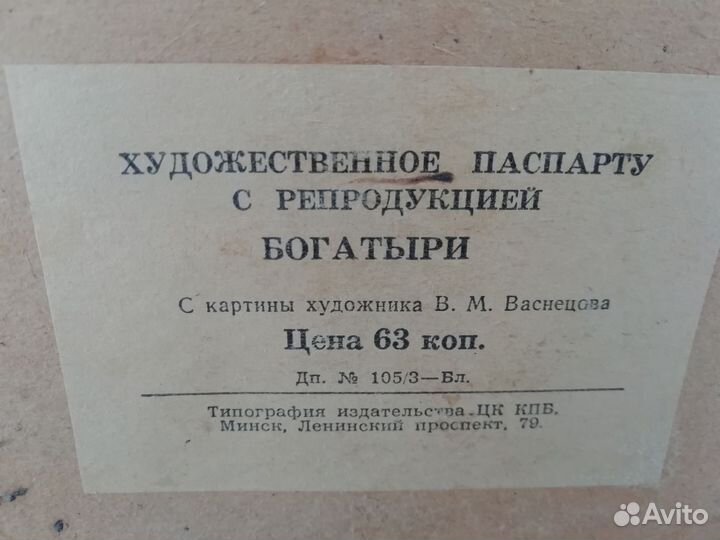 ХУДОЖЕСТВЕННОЕ ПАСПАРТУ
С РЕПРОДУКЦИЕЙ
БОГАТЫРИ
С картины художника В. М. Васнецова
Цена 63 коп.
Дп. № 105/3—Бл.
Типография издательства ЦК КПБ.
Минск, Ленинский проспект, 79.
Avito